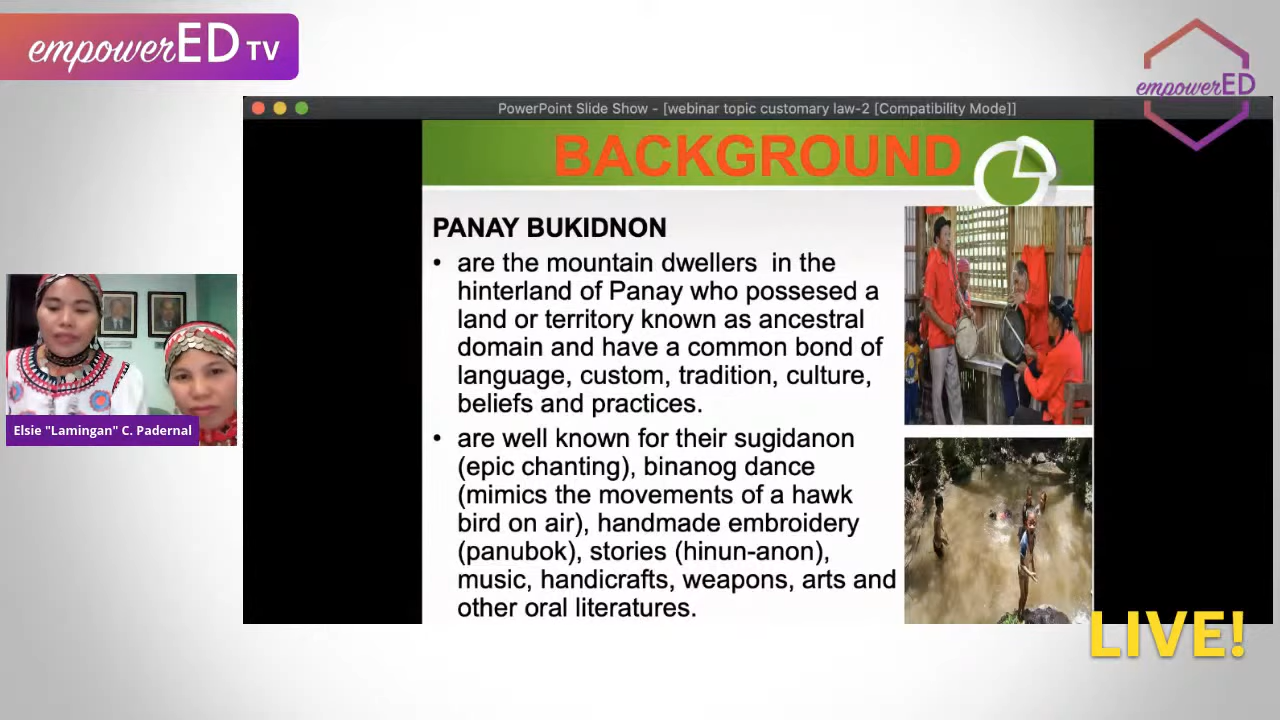 empowerED TV
empowerED
PowerPoint Slide Show - [webinar topic customary law-2 [Compatibility Mode]]
BACKGROUND
PANAY BUKIDNON
• are the mountain dwellers in the
hinterland of Panay who possesed a
land or territory known as ancestral
domain and have a common bond of
language, custom, tradition, culture,
beliefs and practices.
• are well known for their sugidanon
(epic chanting), binanog dance
(mimics the movements of a hawk
bird on air), handmade embroidery
(panubok), stories (hinun-anon),
music, handicrafts, weapons, arts and
other oral literatures.
Elsie "Lamingan" C. Padernal
LIVE!